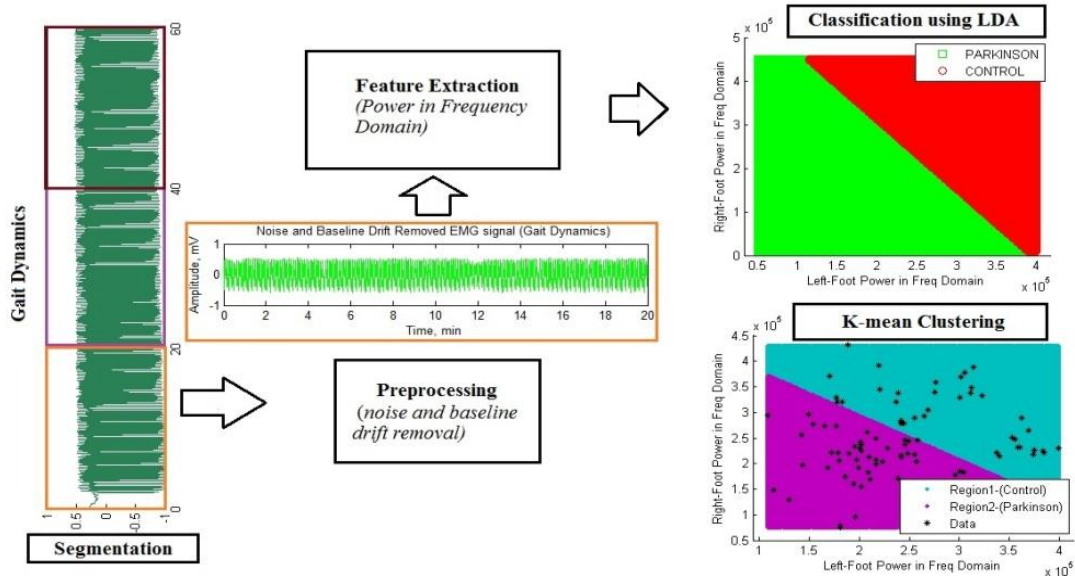 Gait Dynamics
60
40
20
0
1
0.5
0
-0.5
-1
Segmentation
Feature Extraction
(Power in Frequency
Domain)
Noise and Baseline Drift Removed EMG signal (Gait Dynamics)
Amplitude, mV
1
0
-1
0 2 4 6 8 10 12 14 16 18 20
Time, min
Preprocessing
(noise and baseline
drift removal)
Classification using LDA
Right-Foot Power in Freq Domain
x 10^5
5
4
3
2
1
0
PARKINSON
CONTROL
0.5 1 1.5 2 2.5 3 3.5 4
Left-Foot Power in Freq Domain
x 10^5
K-mean Clustering
Right-Foot Power in Freq Domain
x 10^5
4.5
4
3.5
3
2.5
2
1.5
1
0.5
Region1-(Control)
Region2-(Parkinson)
Data
1 1.5 2 2.5 3 3.5 4
Left-Foot Power in Freq Domain
x 10^5